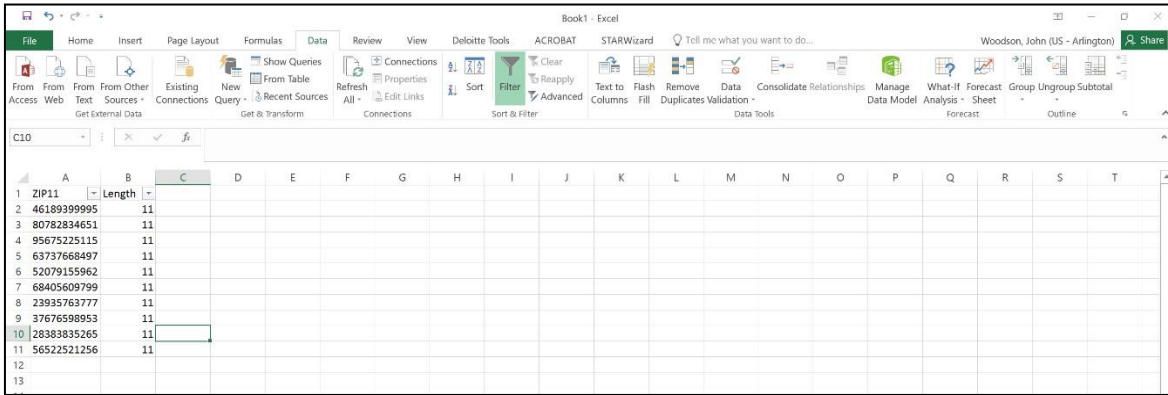 Book1 - Excel
File Home Insert Page Layout Formulas Data Review View Deloitte Tools ACROBAT STARWizard Tell me what you want to do... Woodson, John (US - Arlington) Share
From Access From Web From Text From Other Sources Existing Connections New Query Show Queries From Table Recent Sources Refresh All Connections Properties Edit Links Sort Filter Clear Reapply Advanced Text to Columns Flash Fill Remove Duplicates Data Validation Consolidate Relationships Manage Data Model What-If Analysis Forecast Sheet Group Ungroup Subtotal
Get External Data Get & Transform Connections Sort & Filter Data Tools Forecast Outline
C10 fx
A B C D E F G H I J K L M N O P Q R S T
1 ZIP11 Length
2 46189399995 11
3 80782834651 11
4 95675225115 11
5 63737668497 11
6 52079155962 11
7 68405609799 11
8 23935763777 11
9 37676598953 11
10 28383835265 11
11 56522521256 11
12
13